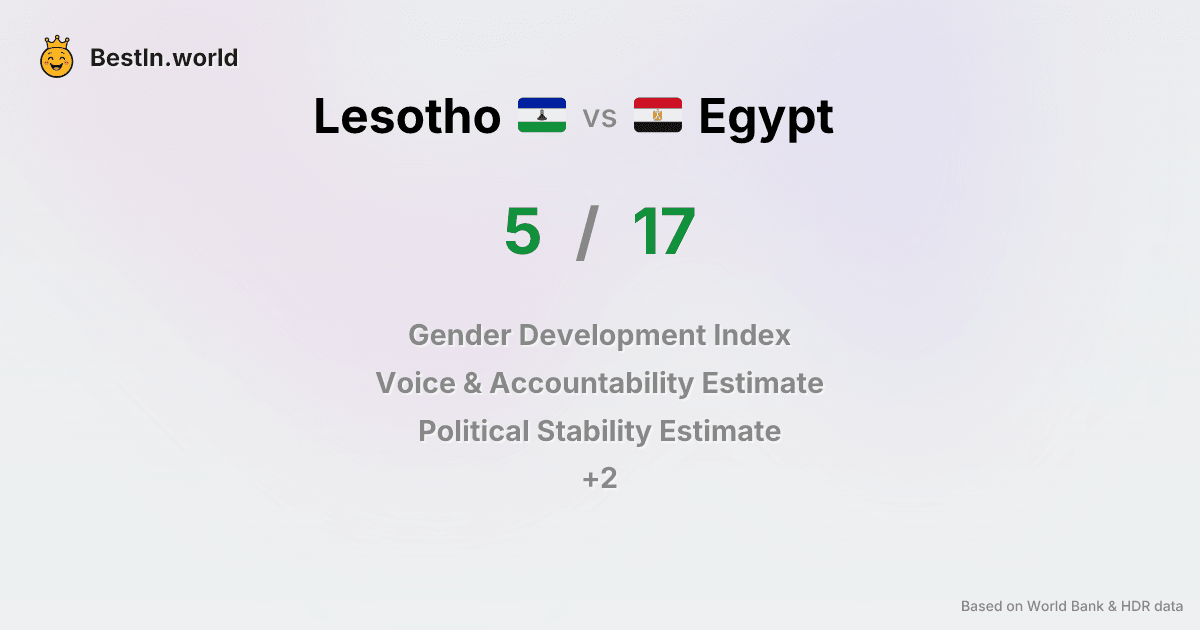 BestIn.world
Lesotho vs Egypt
5 / 17
Gender Development Index
Voice & Accountability Estimate
Political Stability Estimate
+2
Based on World Bank & HDR data